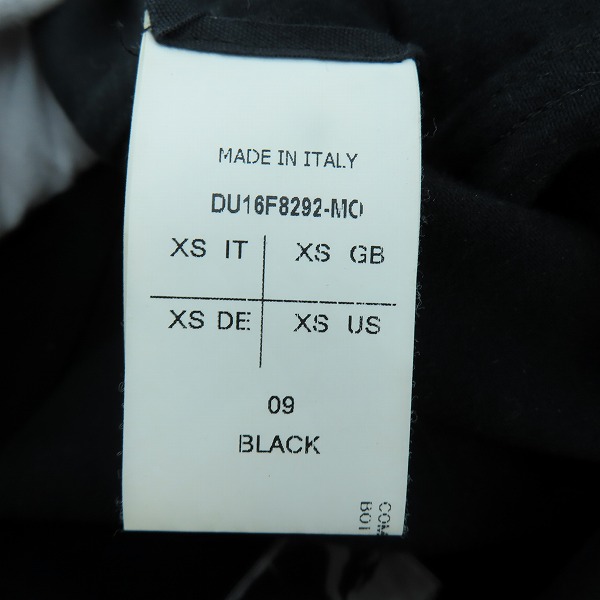 MADE IN ITALY
DU16F8292-MO
XS IT XS GB
XS DE XS US
09
BLACK